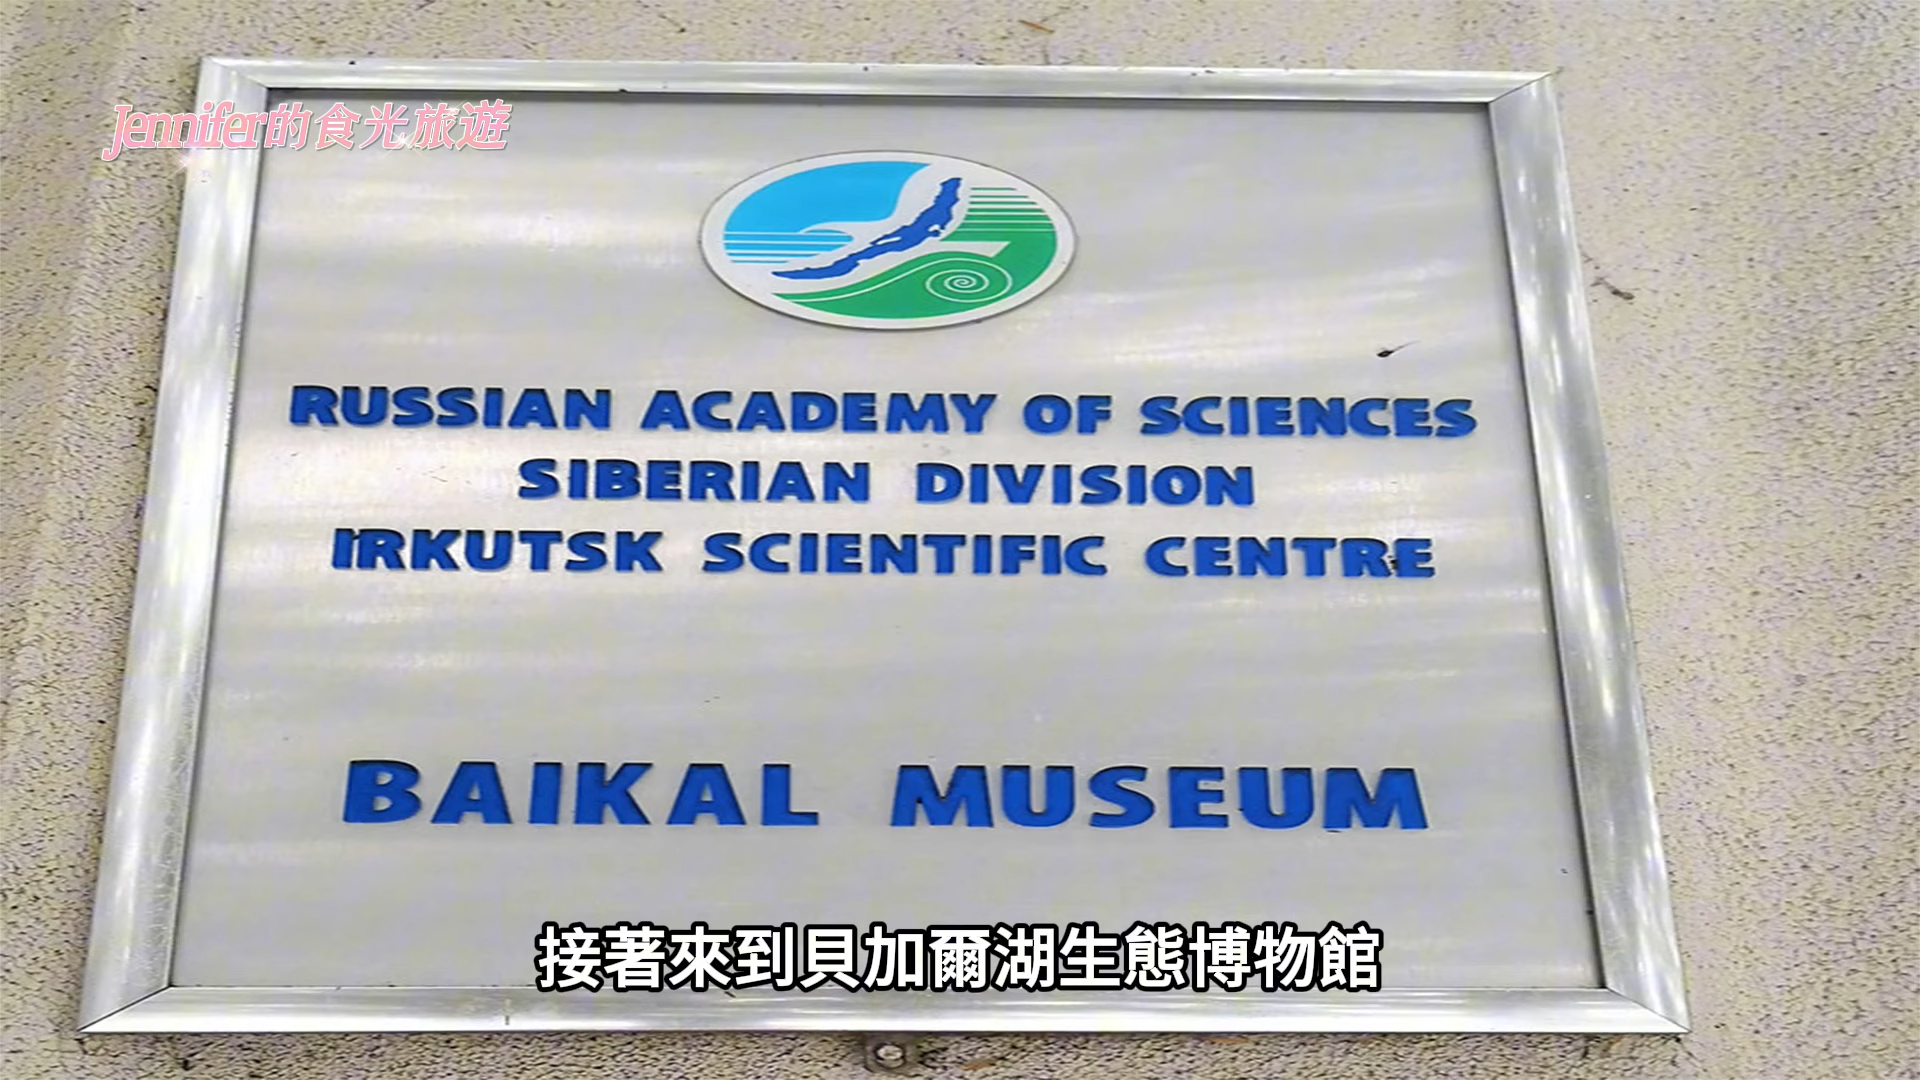 Jennifer的食光旅遊
RUSSIAN ACADEMY OF SCIENCES
SIBERIAN DIVISION
IRKUTSK SCIENTIFIC CENTRE
BAIKAL MUSEUM
接著來到貝加爾湖生態博物館